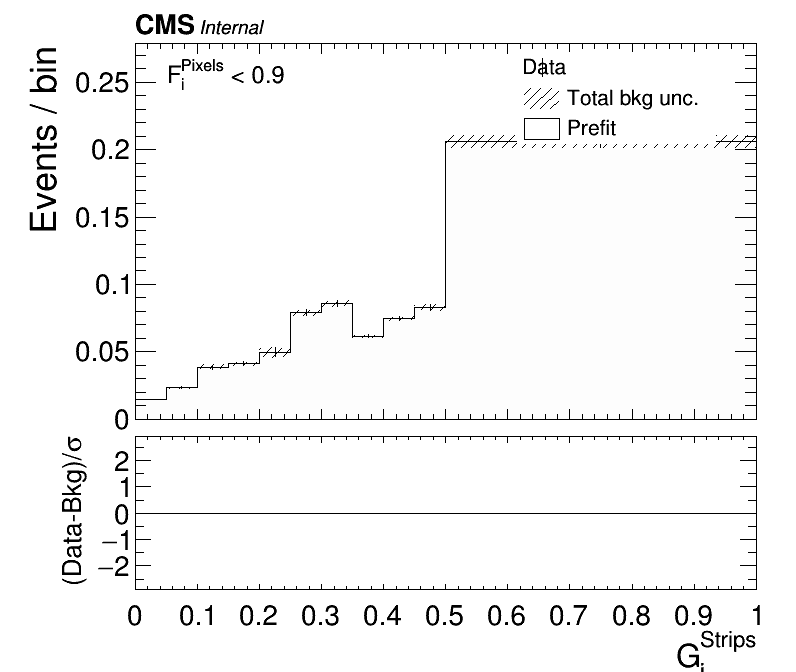 CMS Internal
F_i^Pixels < 0.9
Data
Total bkg unc.
Prefit
Events / bin
0.25
0.2
0.15
0.1
0.05
0
(Data-Bkg)/σ
2
1
0
−1
−2
0 0.1 0.2 0.3 0.4 0.5 0.6 0.7 0.8 0.9 1
G_i^Strips